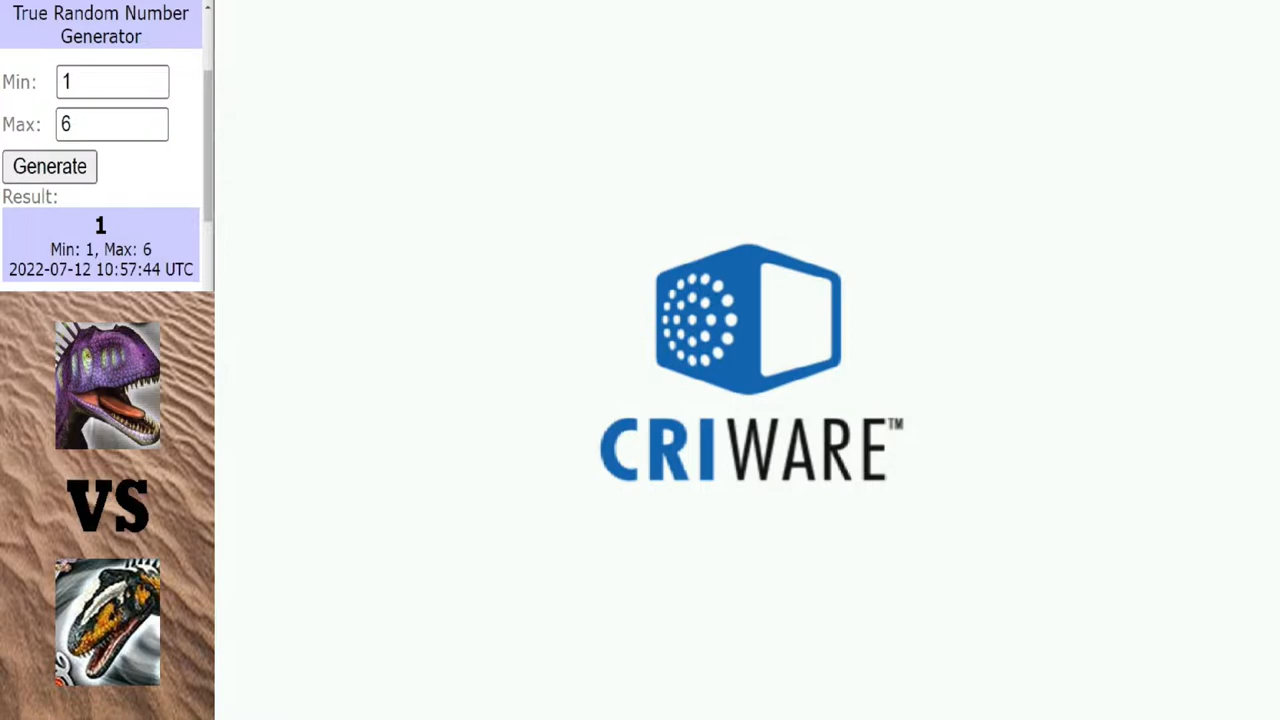 True Random Number
Generator
Min: 1
Max: 6
Generate
Result:
1
Min: 1, Max: 6
2022-07-12 10:57:44 UTC
VS
CRIWARE™